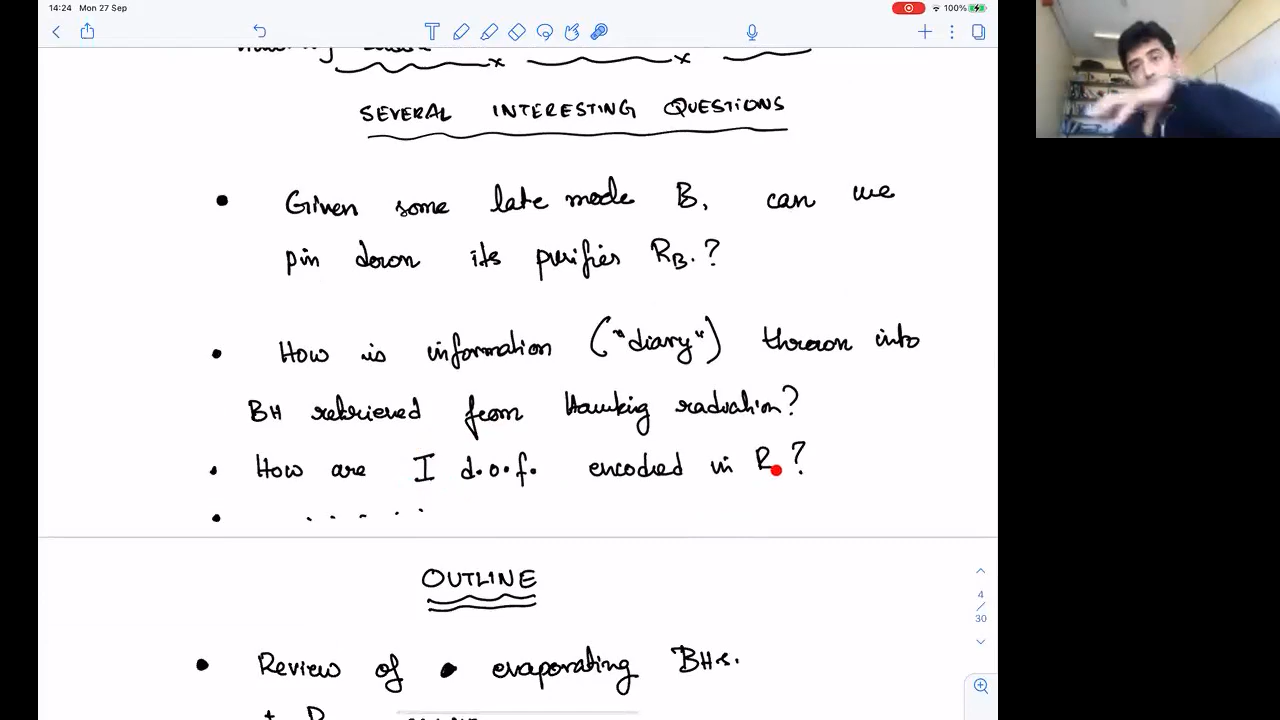 14:24 Mon 27 Sep
100%
SEVERAL INTERESTING QUESTIONS
• Given some late mode B, can we
pin down its purifier R_B.?
• How is information ("diary") thrown into
BH retrieved from Hawking radiation?
• How are I d.o.f. encoded in R ?
• . . . . .
OUTLINE
4
/
30
• Review of • evaporating BHs.